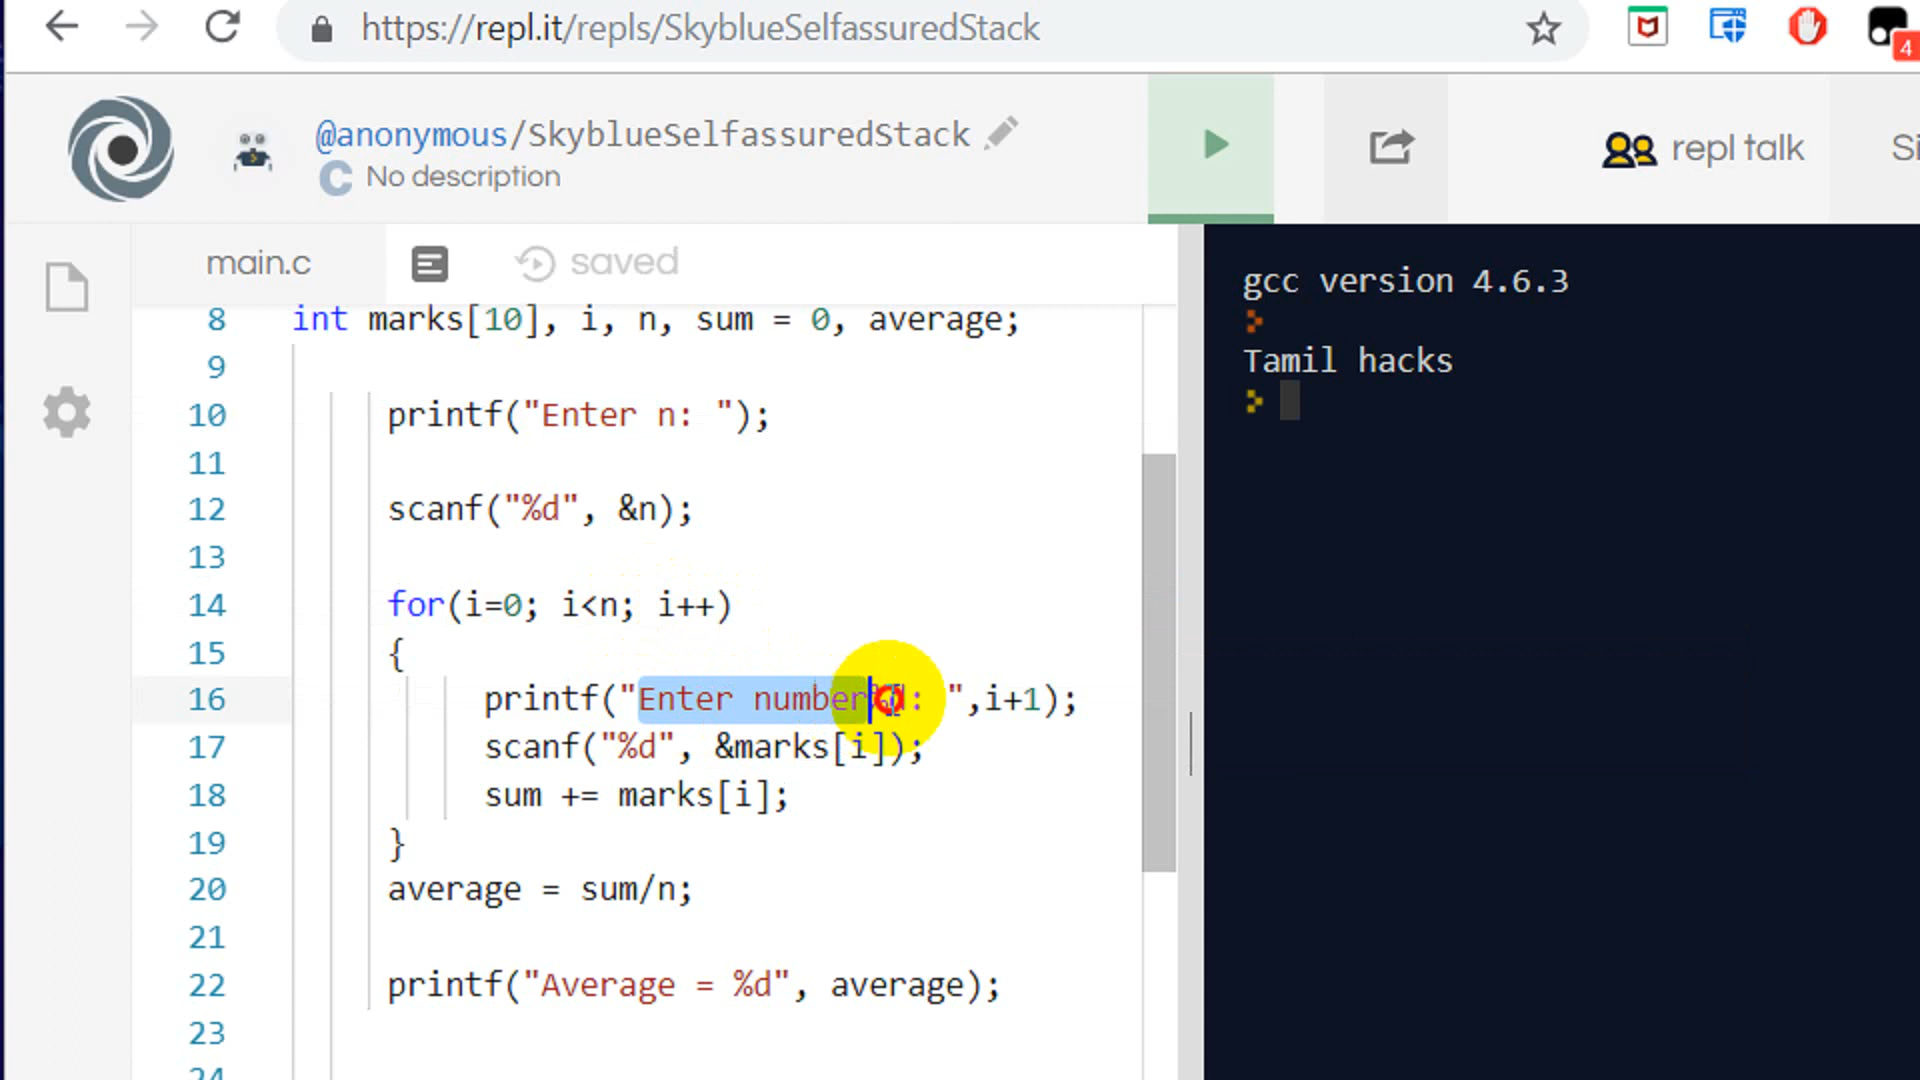 https://repl.it/repls/SkyblueSelfassuredStack
4
@anonymous/SkyblueSelfassuredStack
C No description
repl talk
Si
main.c
saved
gcc version 4.6.3
Tamil hacks
8 int marks[10], i, n, sum = 0, average;
9
10 printf("Enter n: ");
11
12 scanf("%d", &n);
13
14 for(i=0; i<n; i++)
15 {
16 printf("Enter number%d: ",i+1);
17 scanf("%d", &marks[i]);
18 sum += marks[i];
19 }
20 average = sum/n;
21
22 printf("Average = %d", average);
23
24